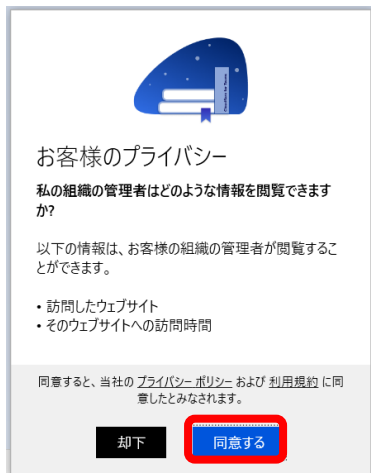 お客様のプライバシー
私の組織の管理者はどのような情報を閲覧できます
か?
以下の情報は、お客様の組織の管理者が閲覧するこ
とができます。
• 訪問したウェブサイト
• そのウェブサイトへの訪問時間
同意すると、当社の プライバシー ポリシー および 利用規約 に同
意したとみなされます。
却下
同意する